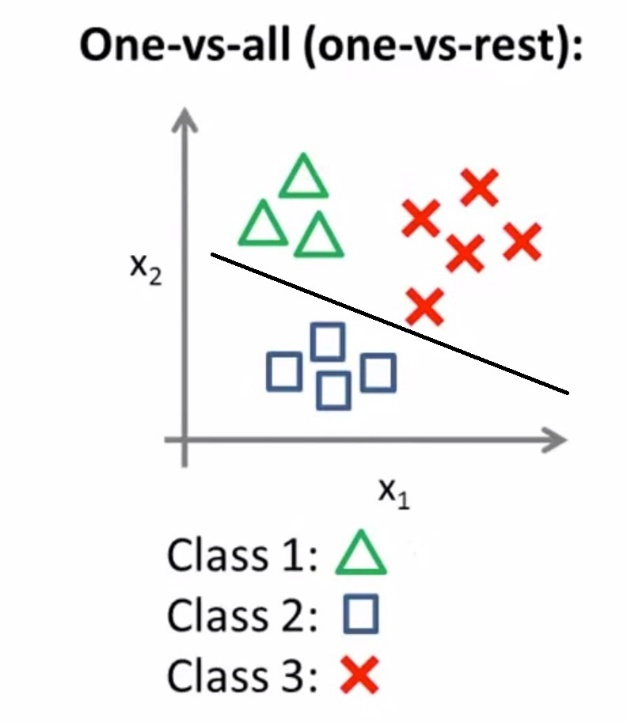 One-vs-all (one-vs-rest):
x₂
x₁
Class 1:
Class 2:
Class 3: